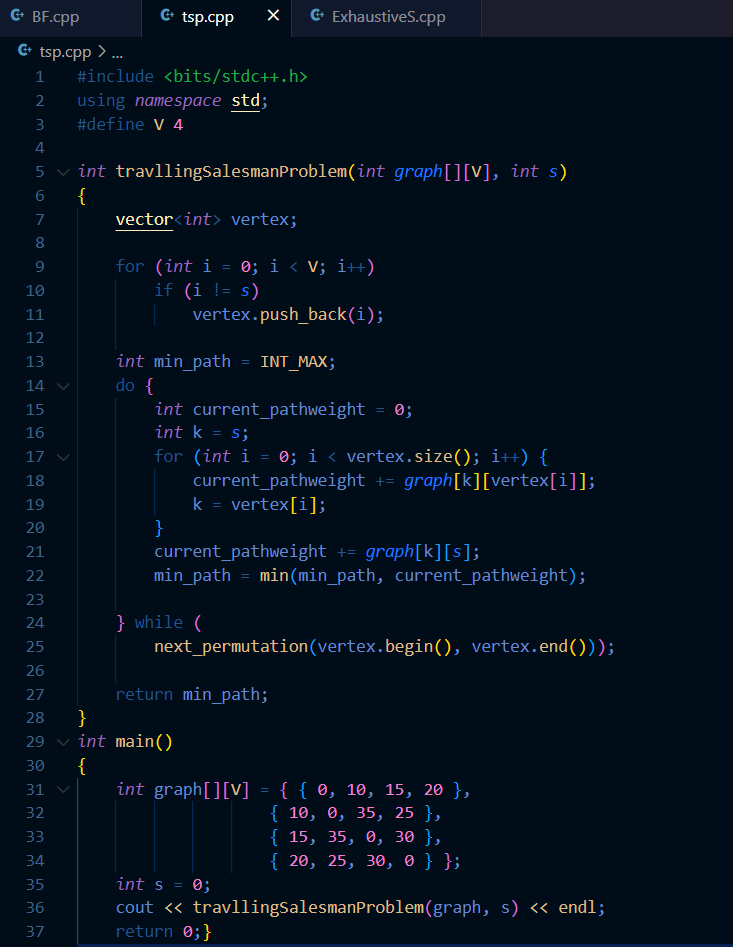 BF.cpp tsp.cpp × ExhaustiveS.cpp
tsp.cpp > ...
1 #include <bits/stdc++.h>
2 using namespace std;
3 #define V 4
4
5 int travllingSalesmanProblem(int graph[][V], int s)
6 {
7 vector<int> vertex;
8
9 for (int i = 0; i < V; i++)
10 if (i != s)
11 vertex.push_back(i);
12
13 int min_path = INT_MAX;
14 do {
15 int current_pathweight = 0;
16 int k = s;
17 for (int i = 0; i < vertex.size(); i++) {
18 current_pathweight += graph[k][vertex[i]];
19 k = vertex[i];
20 }
21 current_pathweight += graph[k][s];
22 min_path = min(min_path, current_pathweight);
23
24 } while (
25 next_permutation(vertex.begin(), vertex.end()));
26
27 return min_path;
28 }
29 int main()
30 {
31 int graph[][V] = { { 0, 10, 15, 20 },
32 { 10, 0, 35, 25 },
33 { 15, 35, 0, 30 },
34 { 20, 25, 30, 0 } };
35 int s = 0;
36 cout << travllingSalesmanProblem(graph, s) << endl;
37 return 0;}